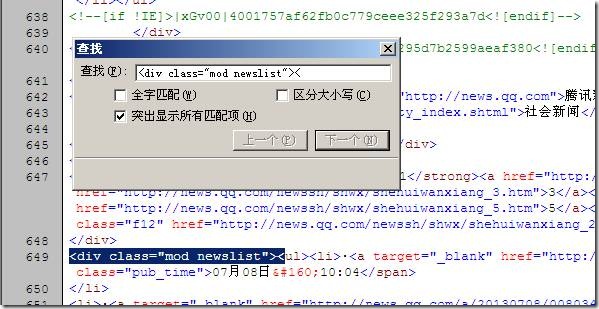 638
<!--[if !IE]>|xGv00|4001757af62fb0c779ceee325f293a7d<![endif]-->
639
</div>
640
295d7b2599aeaf380<![endif]
查找
查找(F):
<div class="mod newslist"><
全字匹配(W)
区分大小写(C)
突出显示所有匹配项(H)
上一个(P)
下一个(N)
641
642
"http://news.qq.com">腾讯
643
ty_index.shtml">社会新闻</
644
645
</div>
646
647
l</strong><a href="http:
href="http://news.qq.com/newssh/shwx/shehuiwanxiang_3.htm">3</a><
href="http://news.qq.com/newssh/shwx/shehuiwanxiang_5.htm">5</a><
class="f12" href="http://news.qq.com/newssh/shwx/shehuiwanxiang_2
648
</div>
649
<div class="mod newslist"><ul><li>·<a target="_blank" href="http:/
class="pub_time">07月08日&#160;10:04</span>
650
</li>
651
<li>·<a target="_blank" href="http://news.qq.com/a/20130708/00803